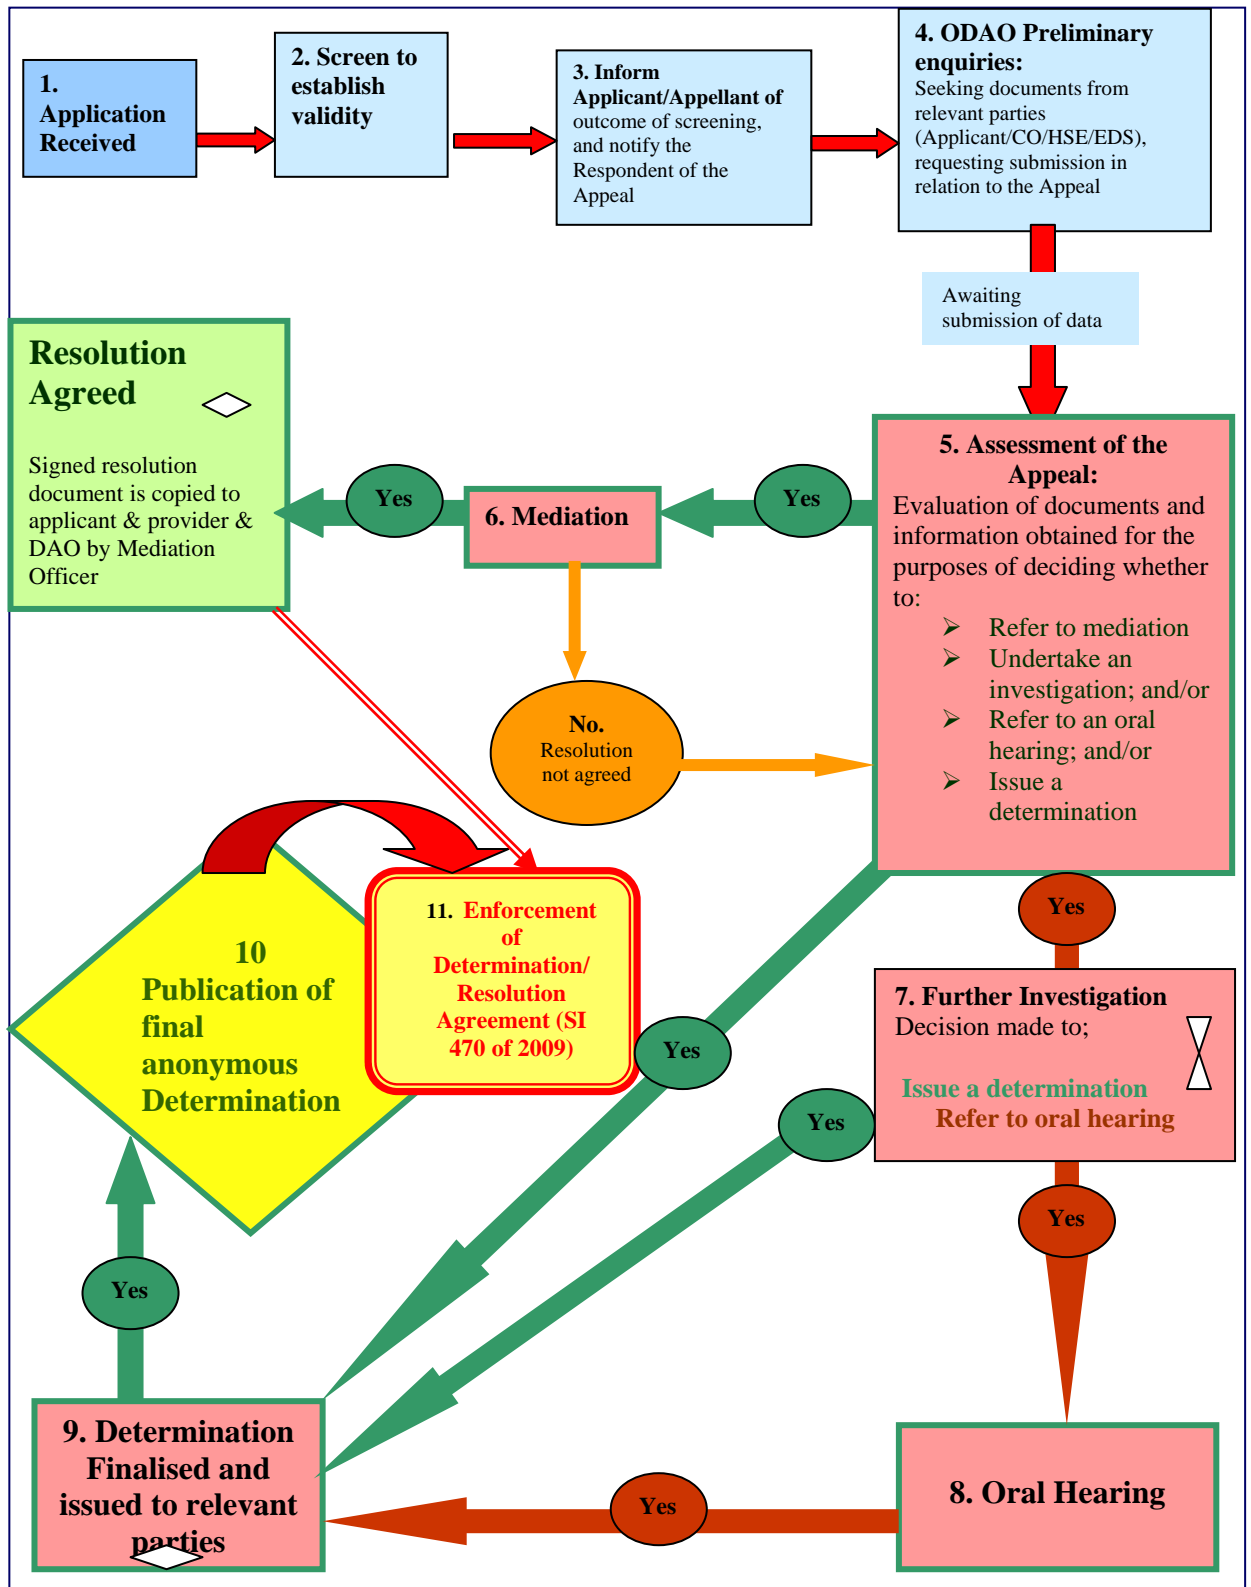 1.
Application
Received
2. Screen to
establish
validity
3. Inform
Applicant/Appellant of
outcome of screening,
and notify the
Respondent of the
Appeal
4. ODAO Preliminary
enquiries:
Seeking documents from
relevant parties
(Applicant/CO/HSE/EDS),
requesting submission in
relation to the Appeal
Awaiting
submission of data
Resolution
Agreed
Signed resolution
document is copied to
applicant & provider &
DAO by Mediation
Officer
Yes
6. Mediation
Yes
5. Assessment of the
Appeal:
Evaluation of documents and
information obtained for the
purposes of deciding whether
to:
➢ Refer to mediation
➢ Undertake an
investigation; and/or
➢ Refer to an oral
hearing; and/or
➢ Issue a
determination
No.
Resolution
not agreed
10
Publication of
final
anonymous
Determination
11. Enforcement
of
Determination/
Resolution
Agreement (SI
470 of 2009)
Yes
Yes
7. Further Investigation
Decision made to;
Issue a determination
Refer to oral hearing
Yes
Yes
Yes
9. Determination
Finalised and
issued to relevant
parties
Yes
8. Oral Hearing